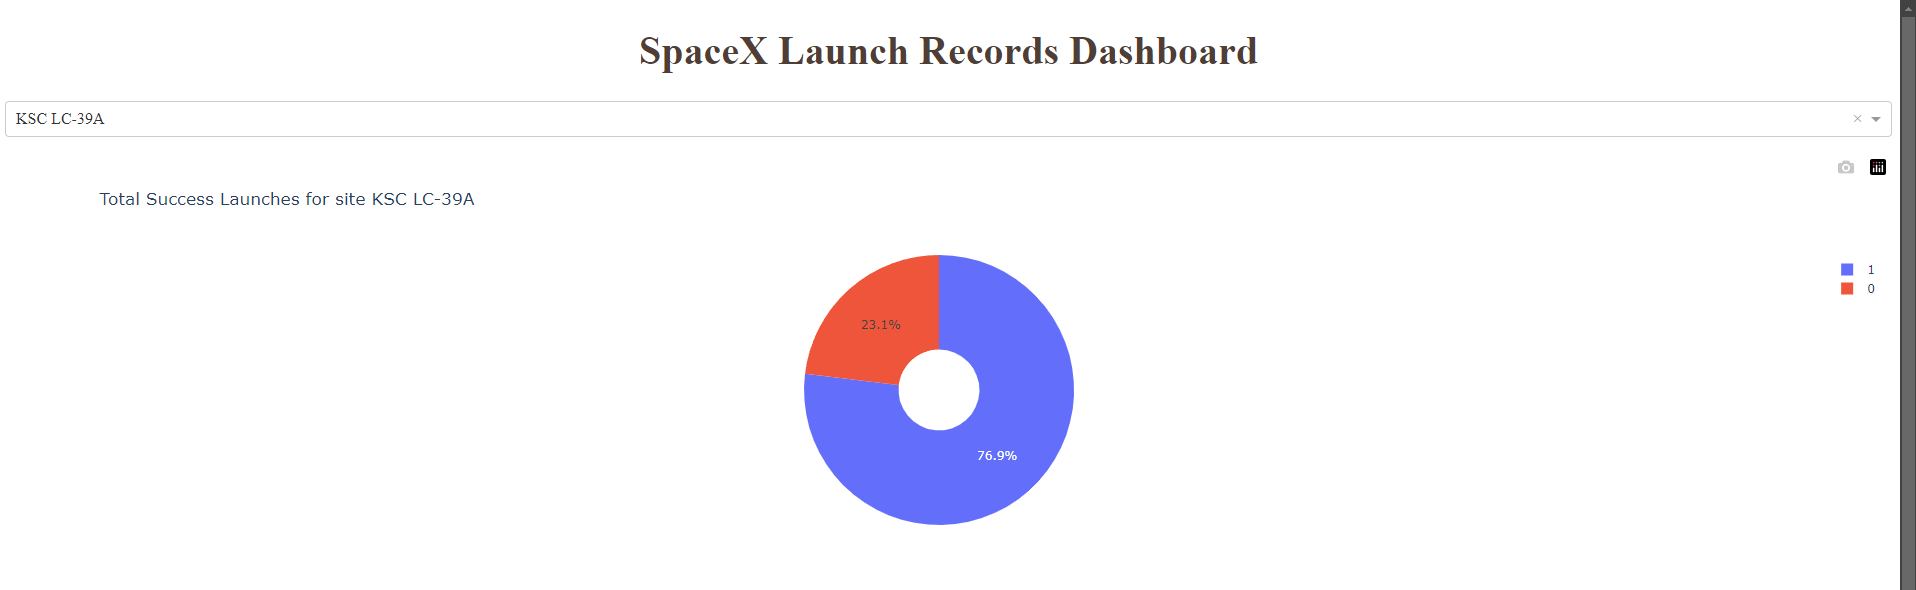 SpaceX Launch Records Dashboard
KSC LC-39A
Total Success Launches for site KSC LC-39A
1
0
23.1%
76.9%